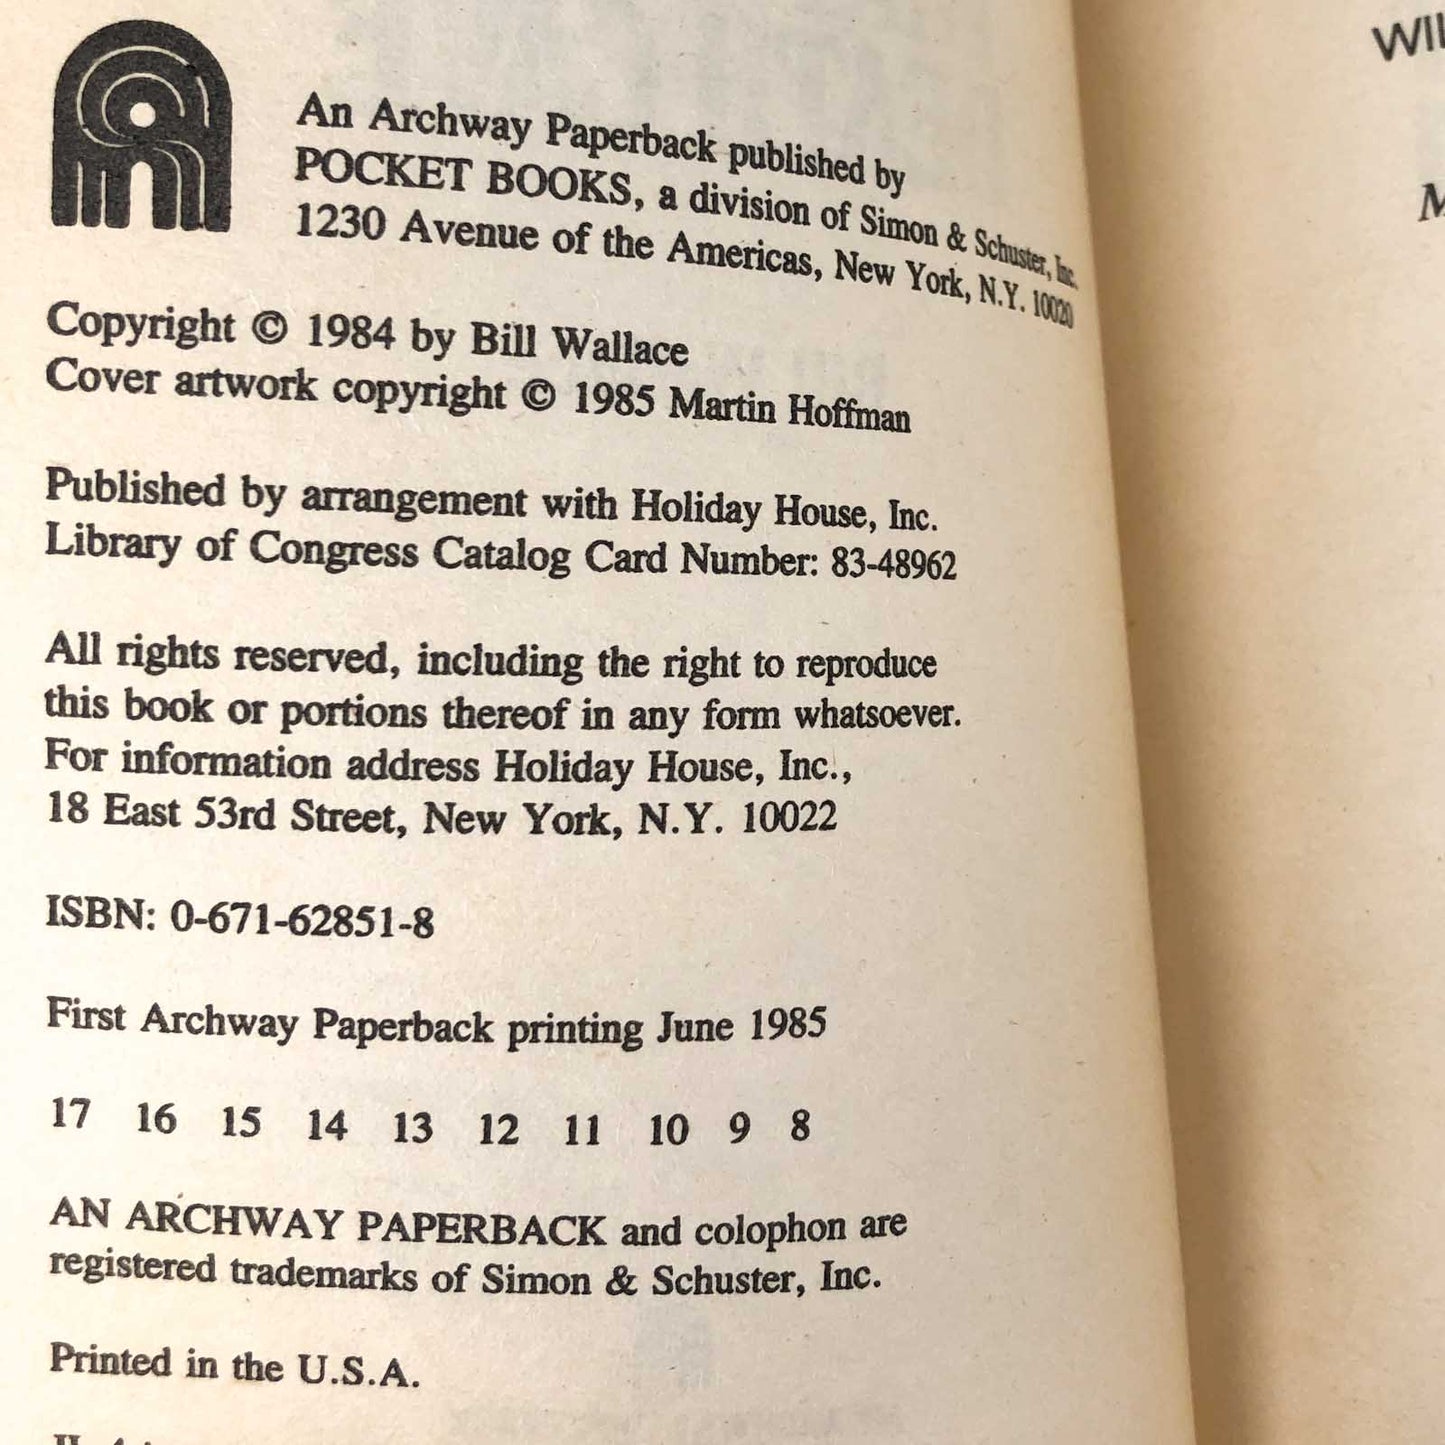 An Archway Paperback published by
POCKET BOOKS, a division of Simon & Schuster, Inc.
1230 Avenue of the Americas, New York, N.Y. 10020
Copyright © 1984 by Bill Wallace
Cover artwork copyright © 1985 Martin Hoffman
Published by arrangement with Holiday House, Inc.
Library of Congress Catalog Card Number: 83-48962
All rights reserved, including the right to reproduce
this book or portions thereof in any form whatsoever.
For information address Holiday House, Inc.,
18 East 53rd Street, New York, N.Y. 10022
ISBN: 0-671-62851-8
First Archway Paperback printing June 1985
17 16 15 14 13 12 11 10 9 8
AN ARCHWAY PAPERBACK and colophon are
registered trademarks of Simon & Schuster, Inc.
Printed in the U.S.A.